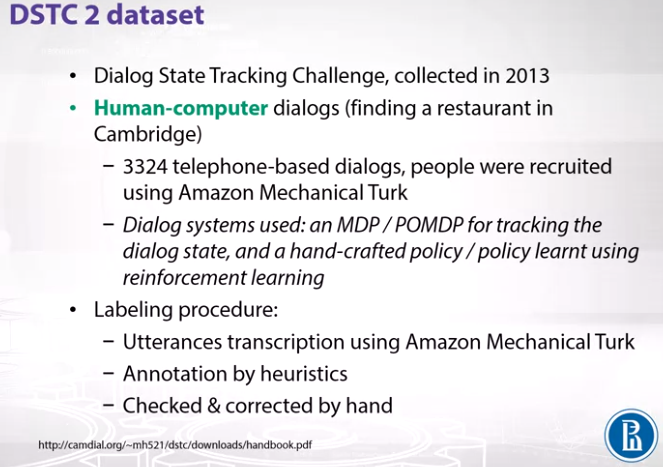 DSTC 2 dataset
• Dialog State Tracking Challenge, collected in 2013
• Human-computer dialogs (finding a restaurant in
Cambridge)
– 3324 telephone-based dialogs, people were recruited
using Amazon Mechanical Turk
– Dialog systems used: an MDP / POMDP for tracking the
dialog state, and a hand-crafted policy / policy learnt using
reinforcement learning
• Labeling procedure:
– Utterances transcription using Amazon Mechanical Turk
– Annotation by heuristics
– Checked & corrected by hand
http://camdial.org/~mh521/dstc/downloads/handbook.pdf